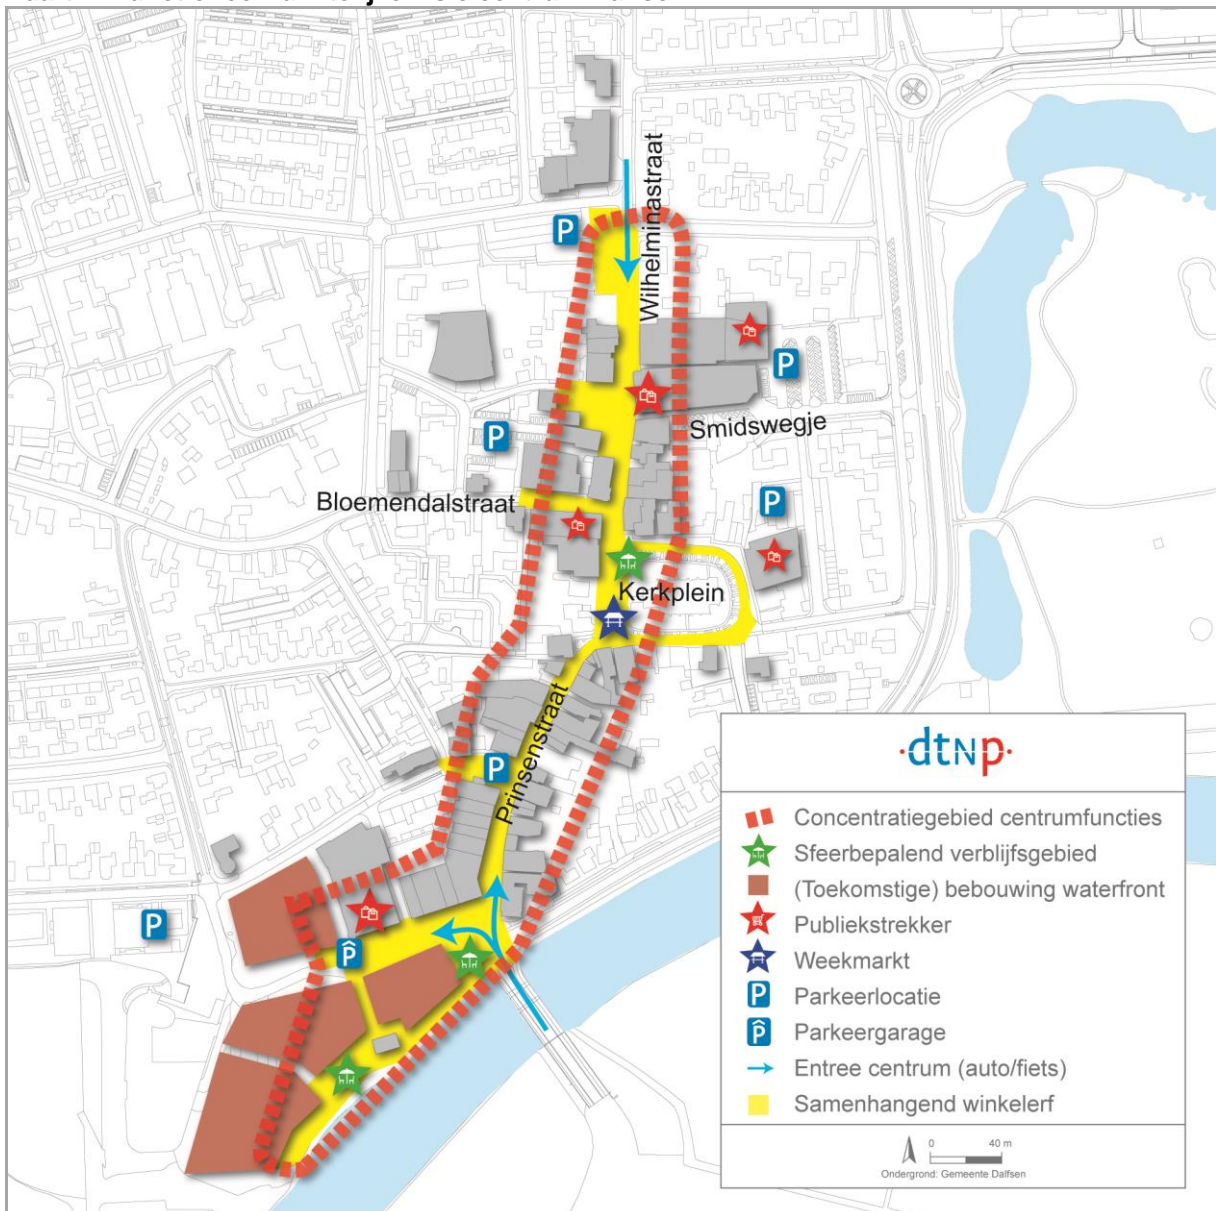 Wilhelminastraat
P
P
Smidswegje
P
Bloemendalstraat
P
Kerkplein
Prinsenstraat
P
P
P
·dtNp·
Concentratiegebied centrumfuncties
Sfeerbepalend verblijfsgebied
(Toekomstige) bebouwing waterfront
Publiekstrekker
Weekmarkt
P Parkeerlocatie
P Parkeergarage
Entree centrum (auto/fiets)
Samenhangend winkelerf
0 40 m
Ondergrond: Gemeente Dalfsen